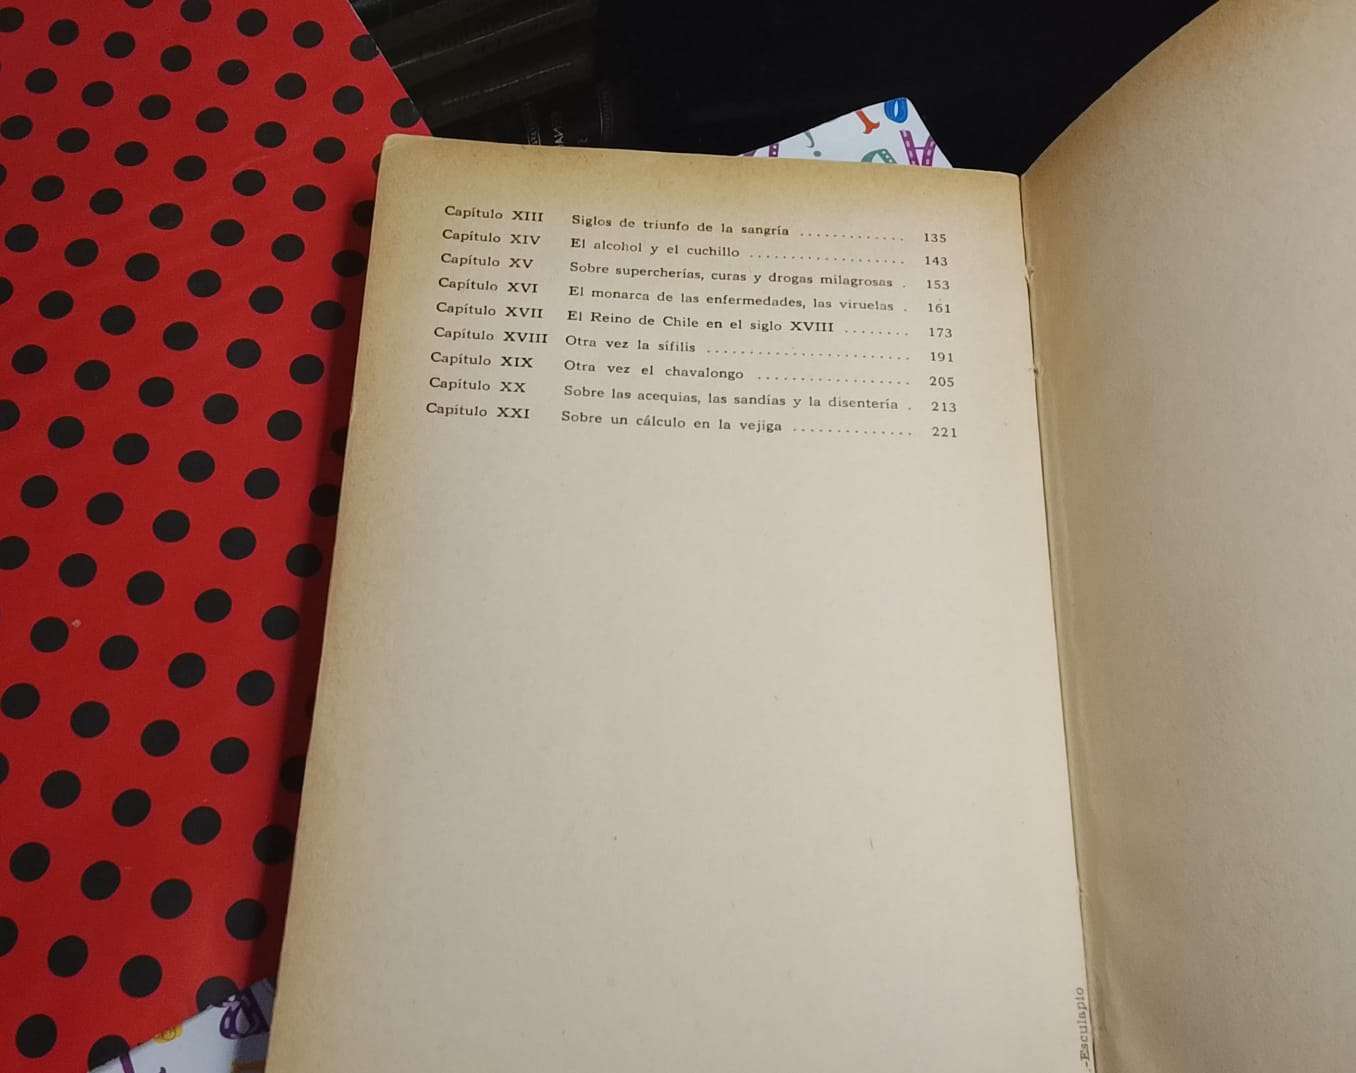 Capítulo XIII Siglos de triunfo de la sangría ............. 135
Capítulo XIV El alcohol y el cuchillo ................... 143
Capítulo XV Sobre supercherías, curas y drogas milagrosas . 153
Capítulo XVI El monarca de las enfermedades, las viruelas . 161
Capítulo XVII El Reino de Chile en el siglo XVIII ........ 173
Capítulo XVIII Otra vez la sífilis ........................ 191
Capítulo XIX Otra vez el chavalongo .................. 205
Capítulo XX Sobre las acequias, las sandías y la disentería . 213
Capítulo XXI Sobre un cálculo en la vejiga .............. 221
-Esculapio